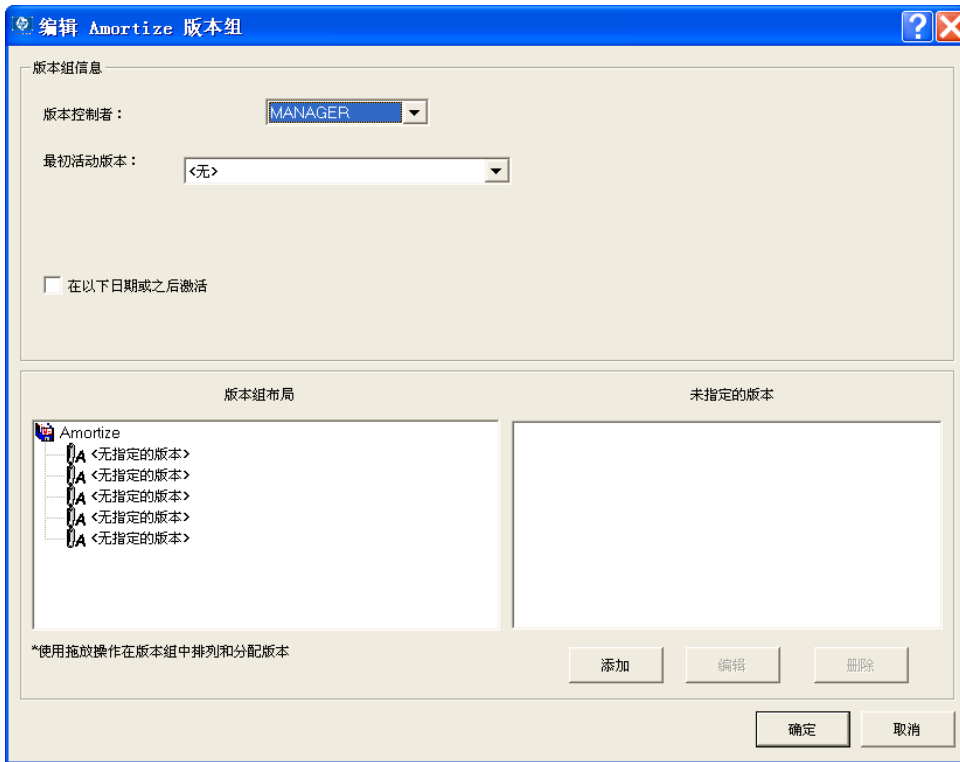 编辑 Amortize 版本组
版本组信息
版本控制者：
MANAGER
最初活动版本：
<无>
在以下日期或之后激活
版本组布局
未指定的版本
Amortize
<无指定的版本>
<无指定的版本>
<无指定的版本>
<无指定的版本>
<无指定的版本>
*使用拖放操作在版本组中排列和分配版本
添加
编辑
删除
确定
取消